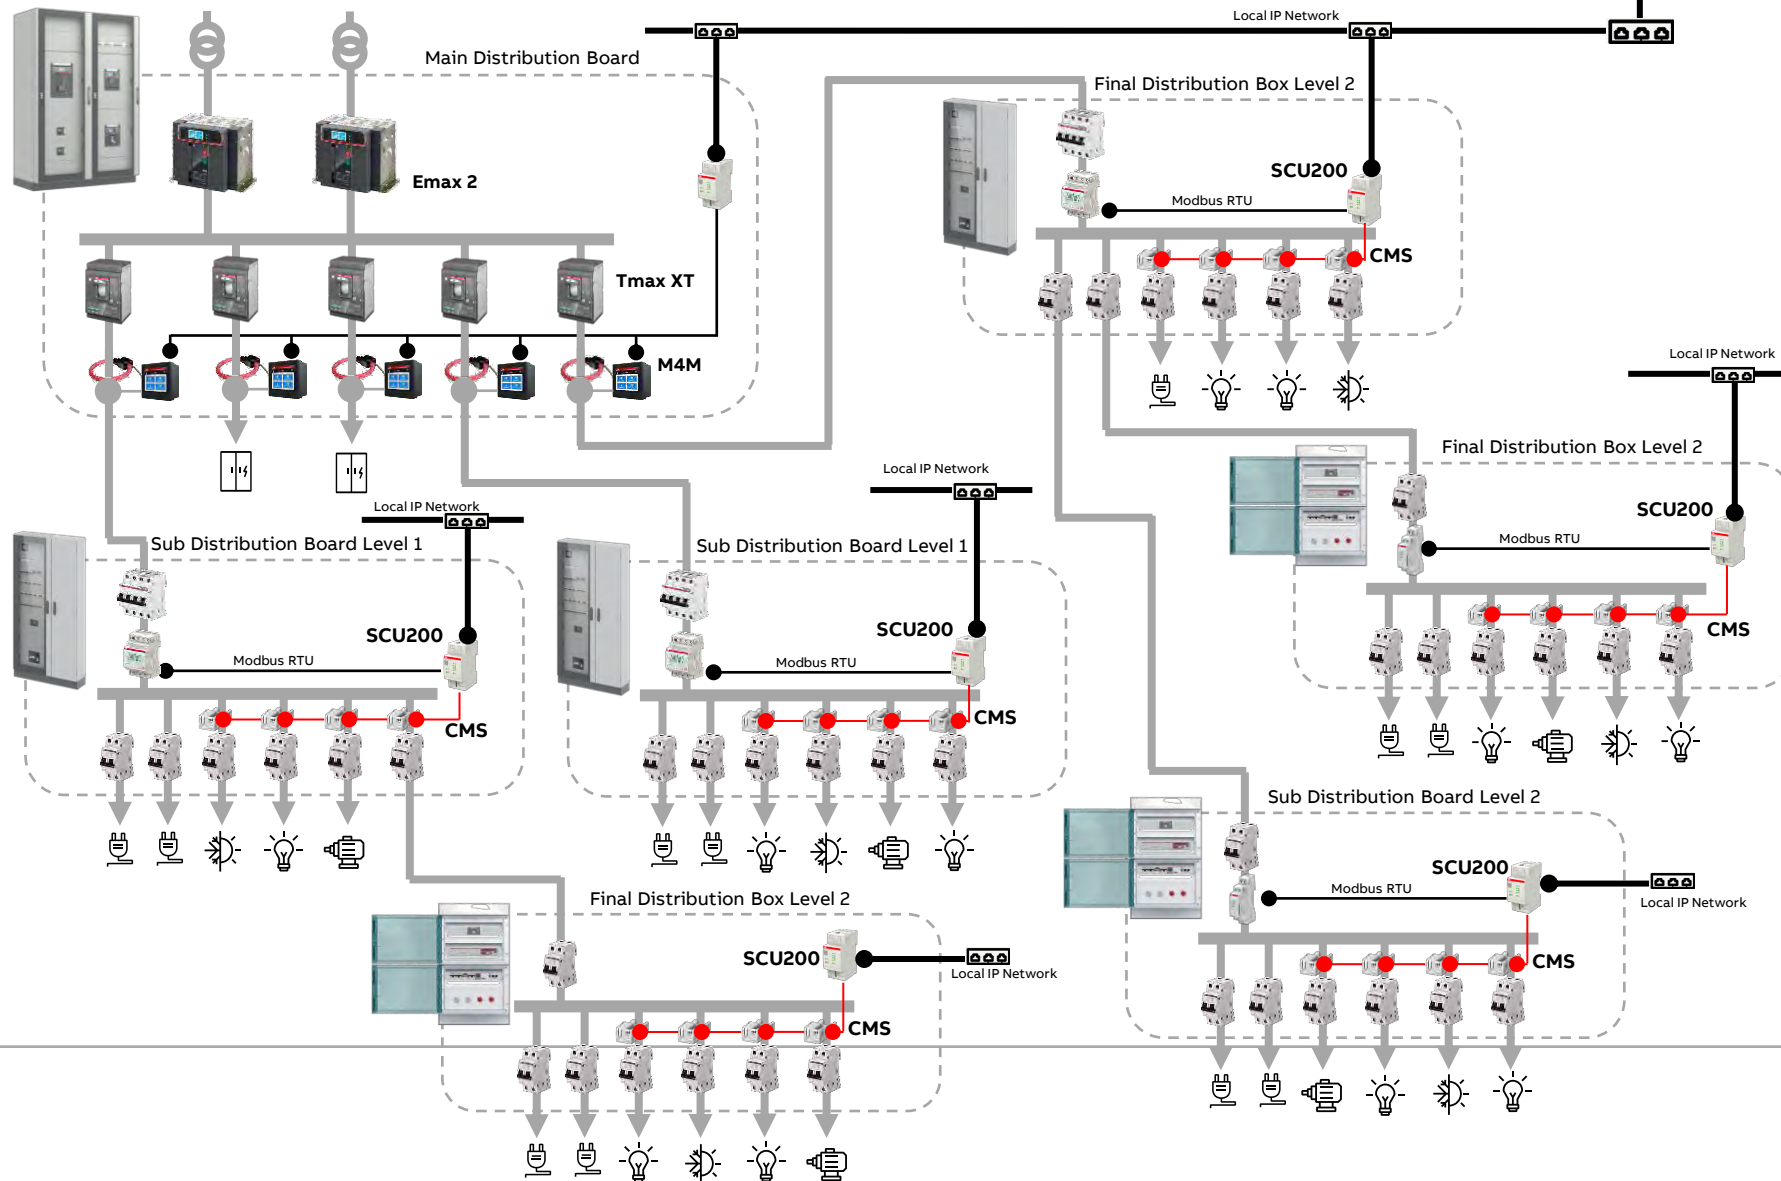 Local IP Network
Main Distribution Board
Final Distribution Box Level 2
SCU200
Emax 2
Modbus RTU
CMS
Tmax XT
M4M
Local IP Network
Final Distribution Box Level 2
Local IP Network
Local IP Network
SCU200
Modbus RTU
Sub Distribution Board Level 1
Sub Distribution Board Level 1
SCU200
SCU200
CMS
Modbus RTU
Modbus RTU
CMS
CMS
Sub Distribution Board Level 2
SCU200
Modbus RTU
Local IP Network
Final Distribution Box Level 2
SCU200
Local IP Network
CMS
CMS